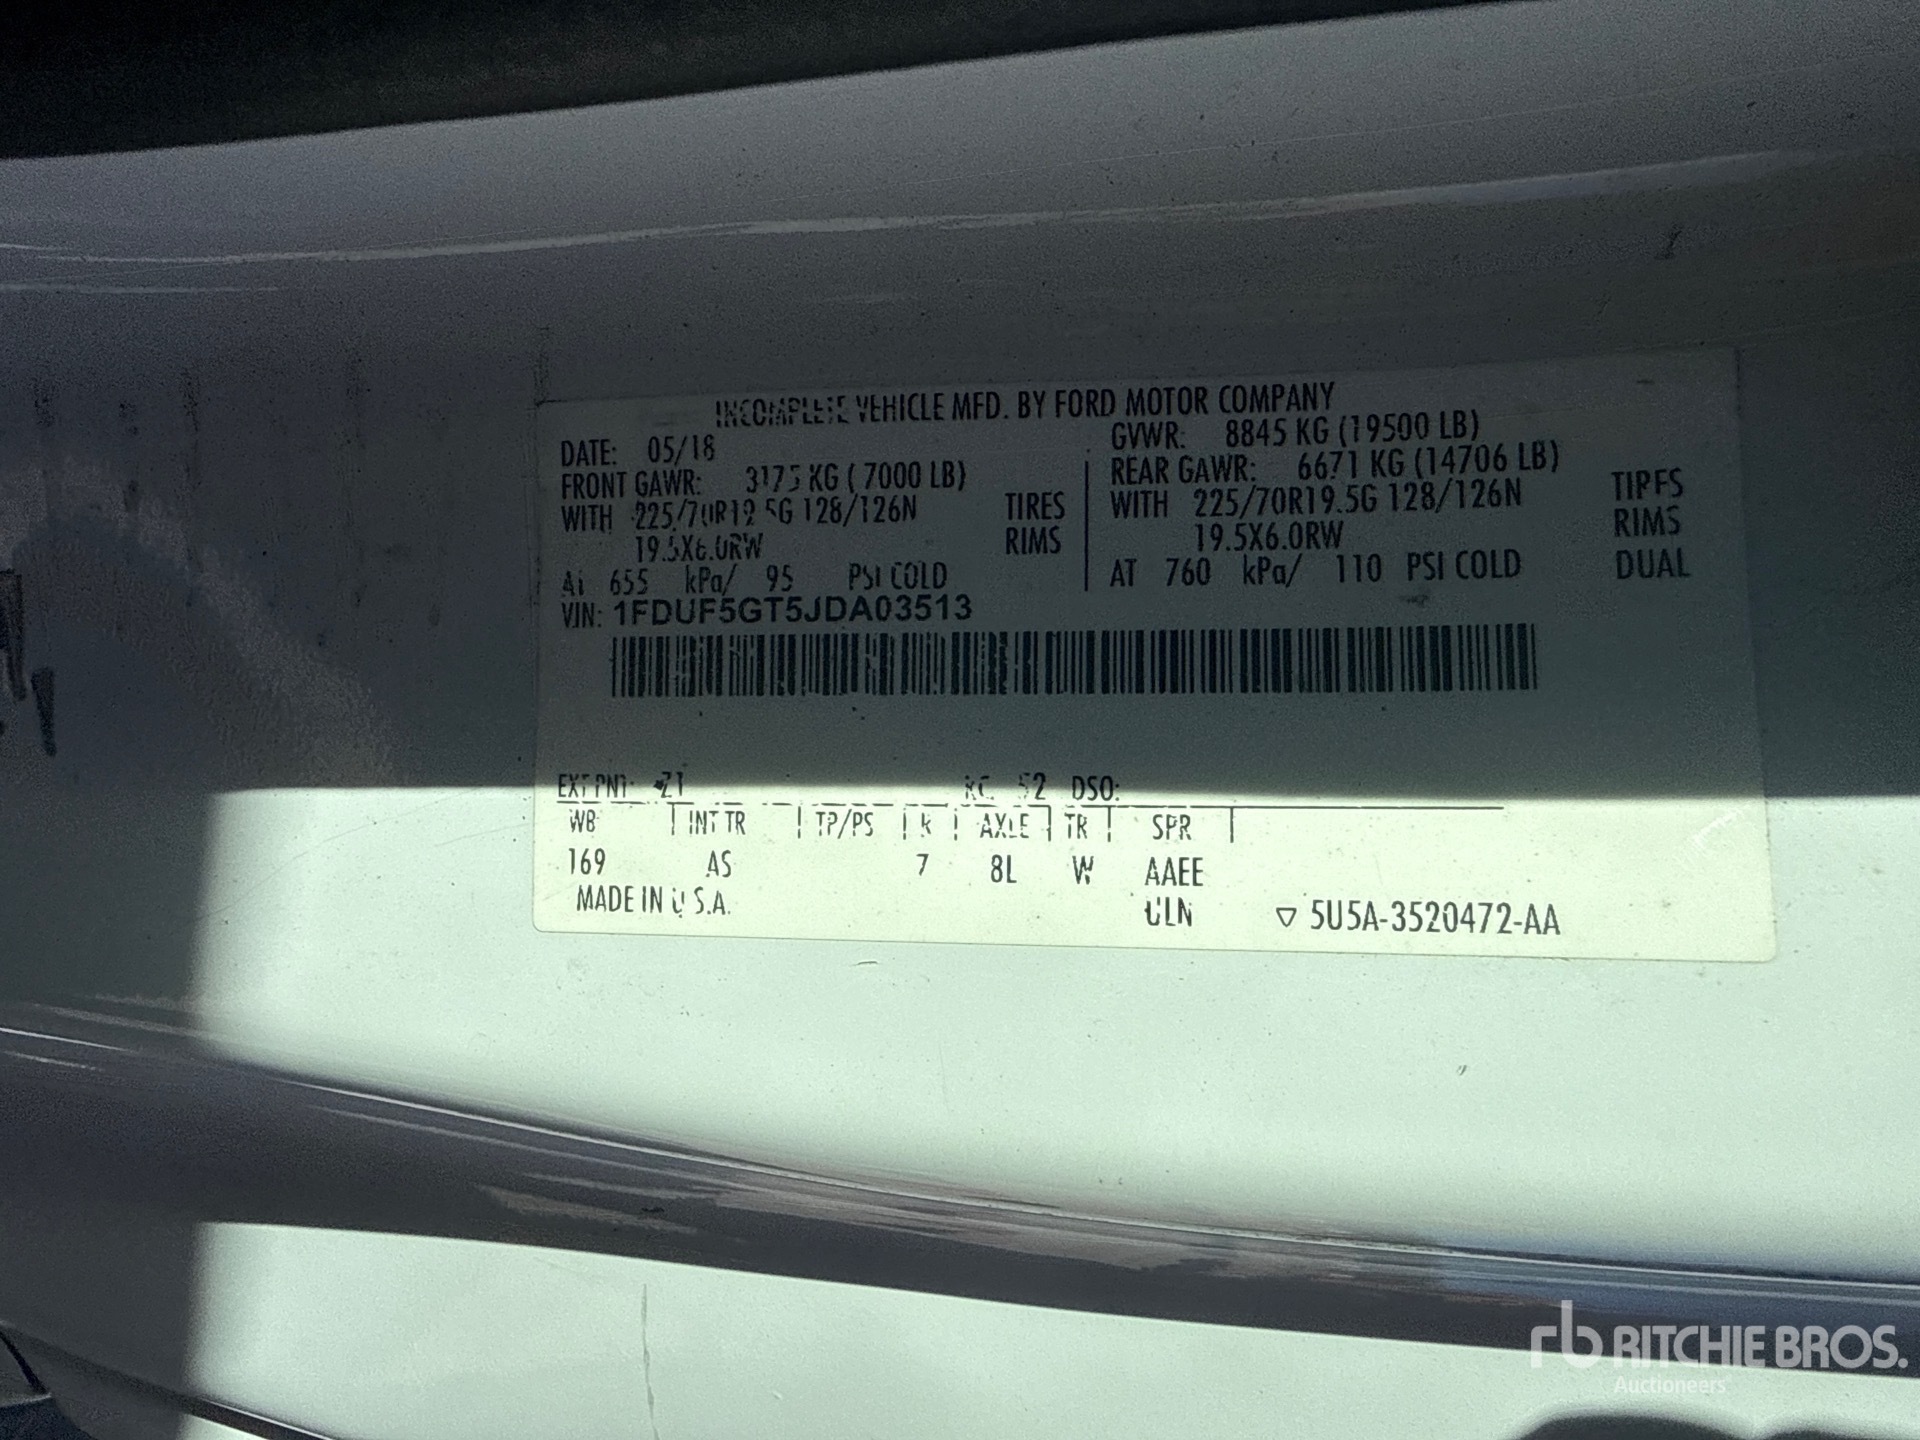 INCOMPLETE VEHICLE MFD. BY FORD MOTOR COMPANY
DATE: 05/18 GVWR: 8845 KG (19500 LB)
FRONT GAWR: 3175 KG ( 7000 LB) REAR GAWR: 6671 KG (14706 LB)
WITH 225/70R19.5G 128/126N TIRES WITH 225/70R19.5G 128/126N TIRES
19.5X6.0RW RIMS 19.5X6.0RW RIMS
AT 655 kPa/ 95 PSI COLD AT 760 kPa/ 110 PSI COLD DUAL
VIN: 1FDUF5GT5JDA03513
EXT PNT: Z1 RC: 52 DSO:
WB INT TR TP/PS R AXLE TR SPR
169 AS 7 8L W AAEE
MADE IN U.S.A. ULN ▽ 5U5A-3520472-AA
rb RITCHIE BROS.
Auctioneers